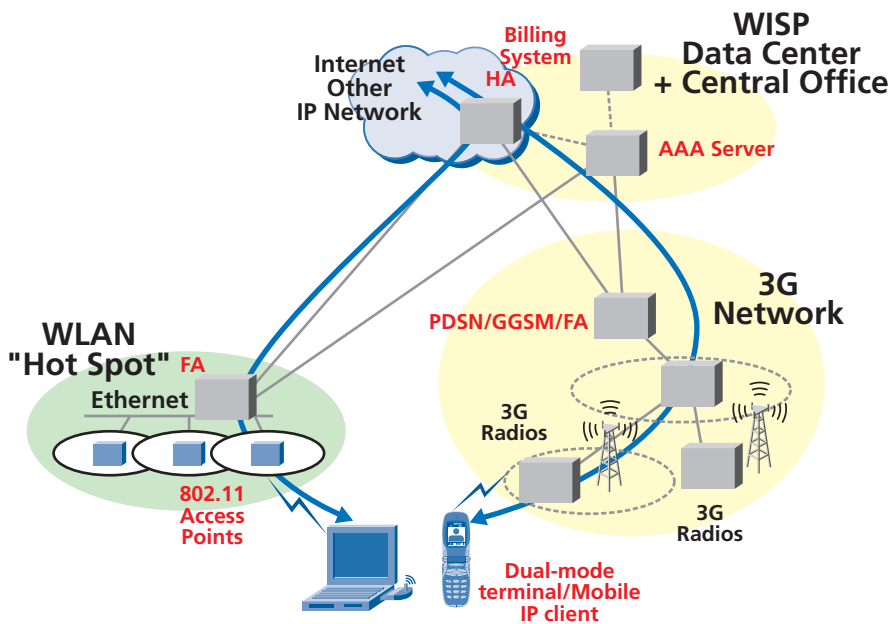 WISP
Data Center
+ Central Office
Billing
System
HA
Internet
Other
IP Network
AAA Server
3G
Network
PDSN/GGSM/FA
WLAN
"Hot Spot"
FA
Ethernet
3G
Radios
802.11
Access
Points
3G
Radios
Dual-mode
terminal/Mobile
IP client